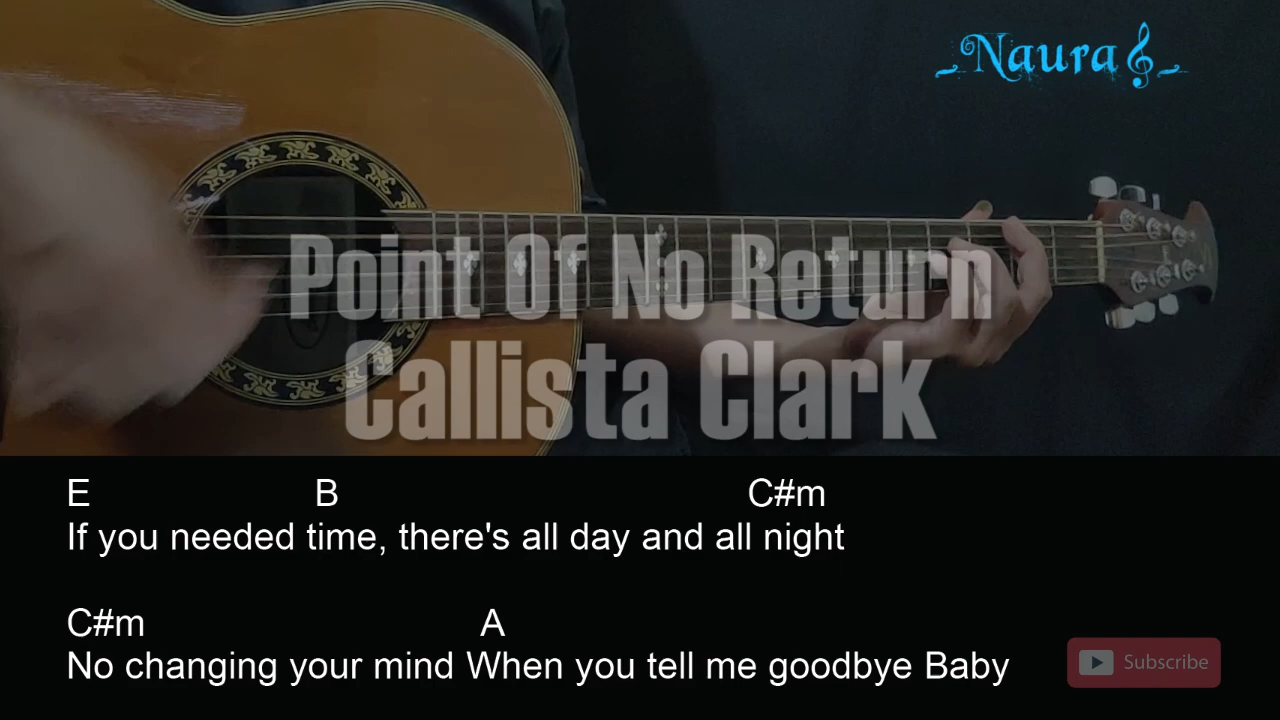 Naura
Point Of No Return
Callista Clark
E B C#m
If you needed time, there's all day and all night
C#m A
No changing your mind When you tell me goodbye Baby
Subscribe